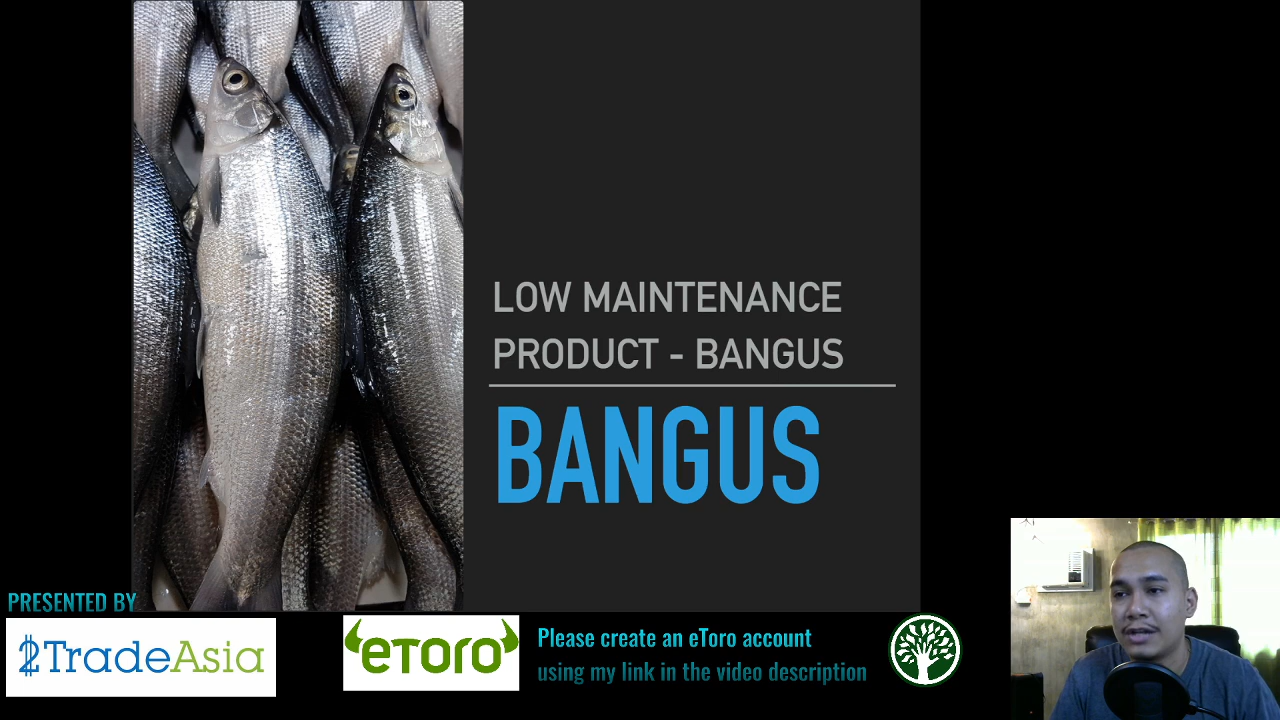 LOW MAINTENANCE
PRODUCT - BANGUS
BANGUS
PRESENTED BY
TradeAsia
eToro
Please create an eToro account
using my link in the video description